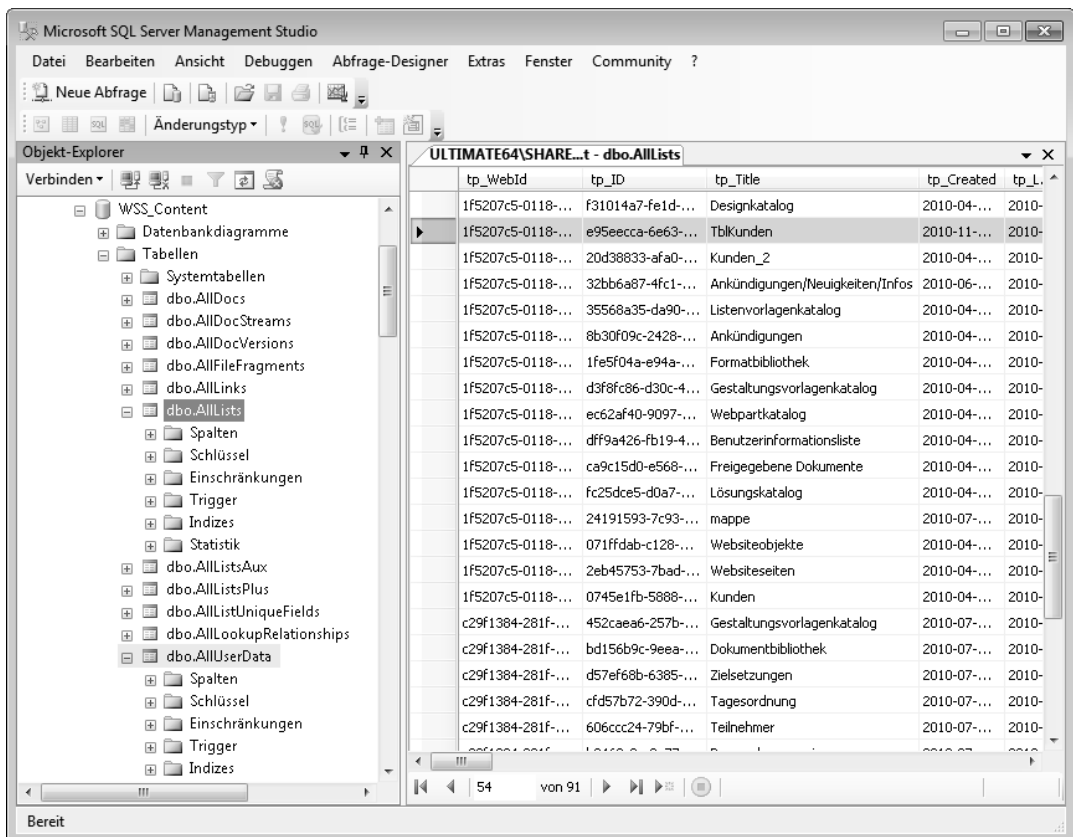 Microsoft SQL Server Management Studio
Datei Bearbeiten Ansicht Debuggen Abfrage-Designer Extras Fenster Community ?
Neue Abfrage
Änderungstyp
Objekt-Explorer
Verbinden
WSS_Content
Datenbankdiagramme
Tabellen
Systemtabellen
dbo.AllDocs
dbo.AllDocStreams
dbo.AllDocVersions
dbo.AllFileFragments
dbo.AllLinks
dbo.AllLists
Spalten
Schlüssel
Einschränkungen
Trigger
Indizes
Statistik
dbo.AllListsAux
dbo.AllListsPlus
dbo.AllListUniqueFields
dbo.AllLookupRelationships
dbo.AllUserData
Spalten
Schlüssel
Einschränkungen
Trigger
Indizes
ULTIMATE64\SHARE...t - dbo.AllLists
tp_WebId tp_ID tp_Title tp_Created tp_L.
1f5207c5-0118-... f31014a7-fe1d-... Designkatalog 2010-04-... 2010-
1f5207c5-0118-... e95eecca-6e63-... TblKunden 2010-11-... 2010-
1f5207c5-0118-... 20d38833-afa0-... Kunden_2 2010-04-... 2010-
1f5207c5-0118-... 32bb6a87-4fc1-... Ankündigungen/Neuigkeiten/Infos 2010-06-... 2010-
1f5207c5-0118-... 35568a35-da90-... Listenvorlagenkatalog 2010-04-... 2010-
1f5207c5-0118-... 8b30f09c-2428-... Ankündigungen 2010-04-... 2010-
1f5207c5-0118-... 1fe5f04a-e94a-... Formatbibliothek 2010-04-... 2010-
1f5207c5-0118-... d3f8fc86-d30c-4... Gestaltungsvorlagenkatalog 2010-04-... 2010-
1f5207c5-0118-... ec62af40-9097-... Webpartkatalog 2010-04-... 2010-
1f5207c5-0118-... dff9a426-fb19-4... Benutzerinformationsliste 2010-04-... 2010-
1f5207c5-0118-... ca9c15d0-e568-... Freigegebene Dokumente 2010-04-... 2010-
1f5207c5-0118-... fc25dce5-d0a7-... Lösungskatalog 2010-04-... 2010-
1f5207c5-0118-... 24191593-7c93-... mappe 2010-07-... 2010-
1f5207c5-0118-... 071ffdab-c128-... Websiteobjekte 2010-04-... 2010-
1f5207c5-0118-... 2eb45753-7bad-... Websiteseiten 2010-04-... 2010-
1f5207c5-0118-... 0745e1fb-5888-... Kunden 2010-04-... 2010-
c29f1384-281f-... 452caea6-257b-... Gestaltungsvorlagenkatalog 2010-07-... 2010-
c29f1384-281f-... bd156b9c-9eea-... Dokumentbibliothek 2010-07-... 2010-
c29f1384-281f-... d57ef68b-6385-... Zielsetzungen 2010-07-... 2010-
c29f1384-281f-... cfd57b72-390d-... Tagesordnung 2010-07-... 2010-
c29f1384-281f-... 606ccc24-79bf-... Teilnehmer 2010-07-... 2010-
54 von 91
Bereit